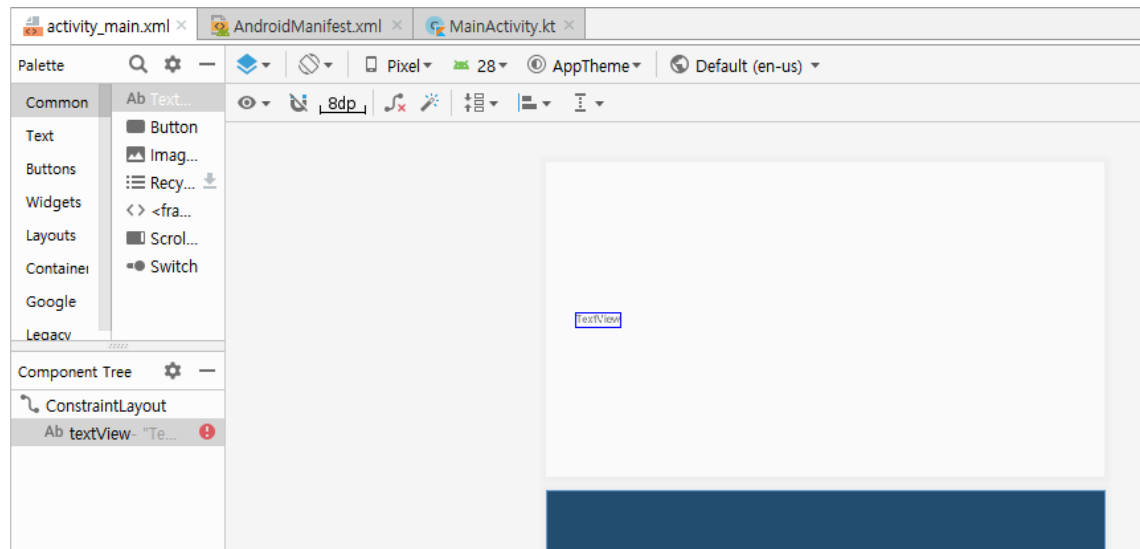 activity_main.xml AndroidManifest.xml MainActivity.kt
Palette Pixel 28 AppTheme Default (en-us)
Common Ab Text... 8dp
Button
Text
Imag...
Buttons
Recy...
Widgets
<fra...
Layouts
Scrol...
Container
Switch
Google
Legacy
TextView
Component Tree
ConstraintLayout
Ab textView- "Te...